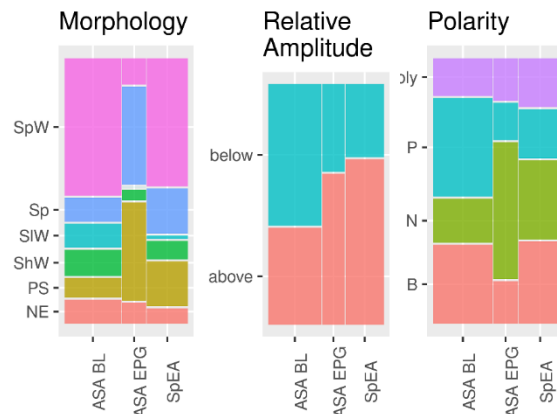 Morphology
SpW
Sp
SlW
ShW
PS
NE
ASA BL
ASA EPG
SpEA
Relative
Amplitude
below
above
ASA BL
ASA EPG
SpEA
Polarity
oly
P
N
B
ASA BL
ASA EPG
SpEA